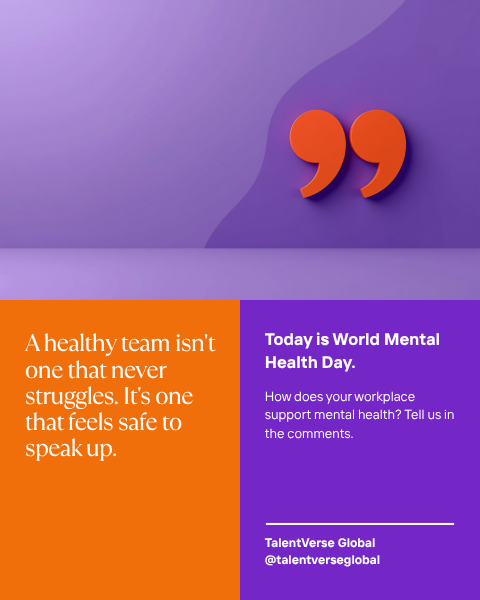 A healthy team isn't
one that never
struggles. It's one
that feels safe to
speak up.
Today is World Mental
Health Day.
How does your workplace
support mental health? Tell us in
the comments.
TalentVerse Global
@talentverseglobal